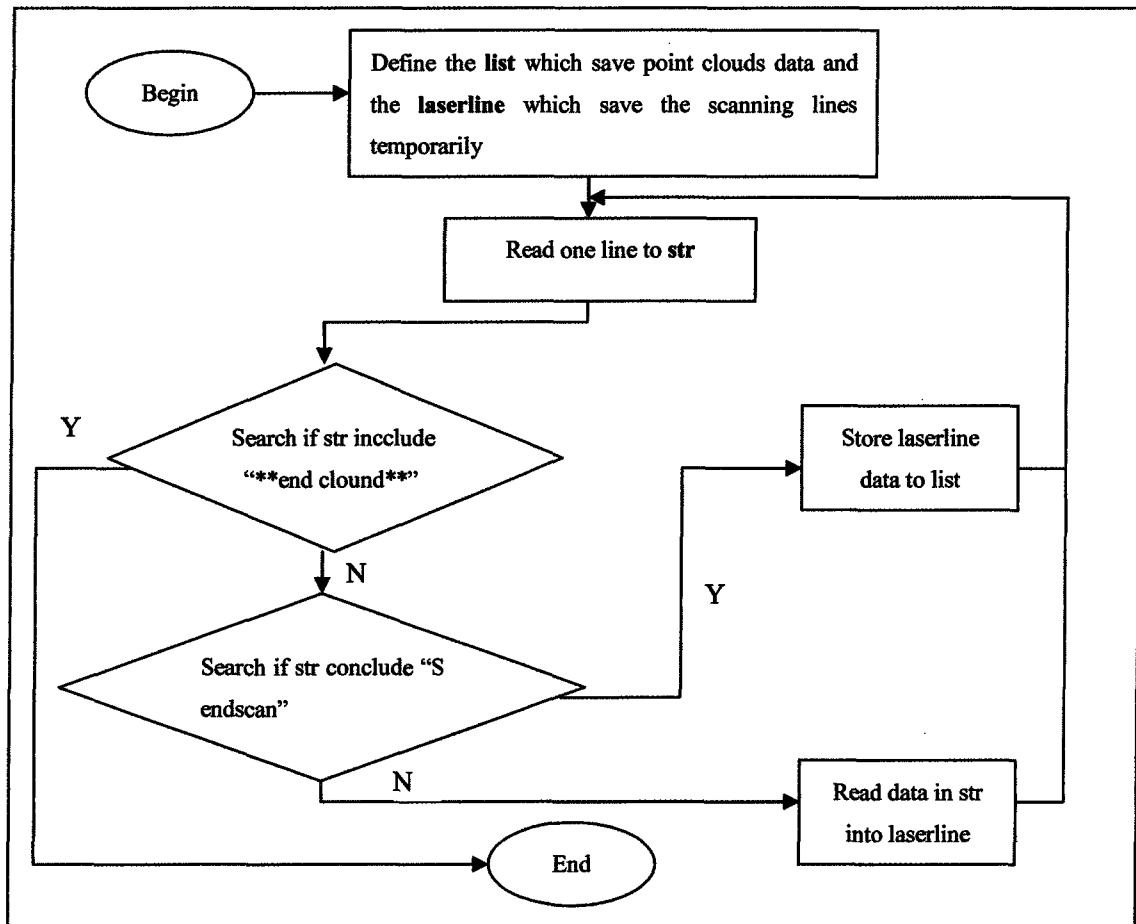 Begin
Define the list which save point clouds data and
the laserline which save the scanning lines
temporarily
Read one line to str
Y
Search if str incclude
“**end clound**”
Store laserline
data to list
N
Y
Search if str conclude “S
endscan”
N
Read data in str
into laserline
End